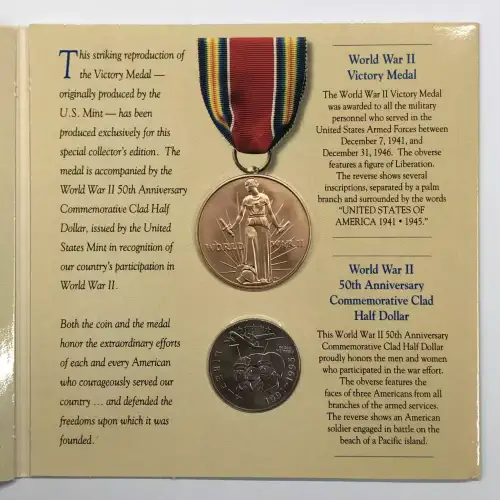 This striking reproduction of
the Victory Medal —
originally produced by the
U.S. Mint — has been
produced exclusively for this
special collector's edition. The
medal is accompanied by the
World War II 50th Anniversary
Commemorative Clad Half
Dollar, issued by the United
States Mint in recognition of
our country's participation in
World War II.
Both the coin and the medal
honor the extraordinary efforts
of each and every American
who courageously served our
country ... and defended the
freedoms upon which it was
founded.
WORLD WAR II
LIBERTY
1991-1995
World War II
Victory Medal
The World War II Victory Medal
was awarded to all the military
personnel who served in the
United States Armed Forces between
December 7, 1941, and
December 31, 1946. The obverse
features a figure of Liberation.
The reverse shows several
inscriptions, separated by a palm
branch and surrounded by the words
"UNITED STATES OF
AMERICA 1941 • 1945."
World War II
50th Anniversary
Commemorative Clad
Half Dollar
This World War II 50th Anniversary
Commemorative Clad Half Dollar
proudly honors the men and women
who participated in the war effort.
The obverse features the
faces of three Americans from all
branches of the armed services.
The reverse shows an American
soldier engaged in battle on the
beach of a Pacific island.